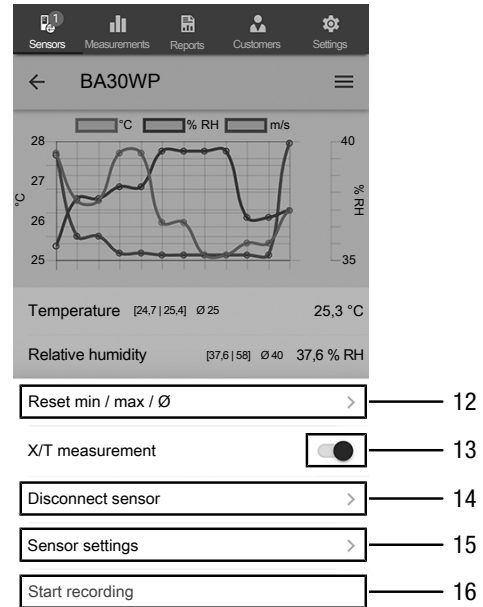 1
Sensors Measurements Reports Customers Settings
BA30WP
°C % RH m/s
28 40
27
26
25 35
°C
% RH
Temperature [24,7 | 25,4] Ø 25 25,3 °C
Relative humidity [37,6 | 58] Ø 40 37,6 % RH
Reset min / max / Ø 12
X/T measurement 13
Disconnect sensor 14
Sensor settings 15
Start recording 16